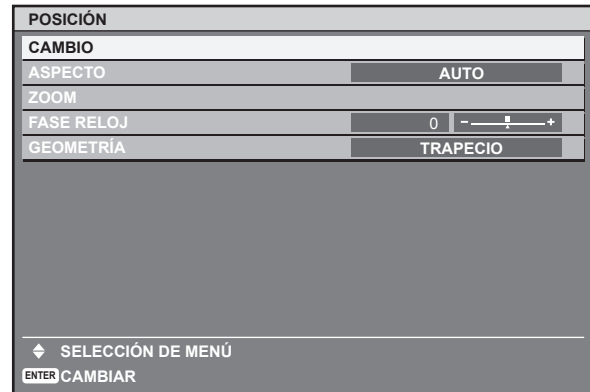 POSICIÓN
CAMBIO
ASPECTO AUTO
ZOOM
FASE RELOJ 0 - +
GEOMETRÍA TRAPECIO
SELECCIÓN DE MENÚ
ENTER CAMBIAR